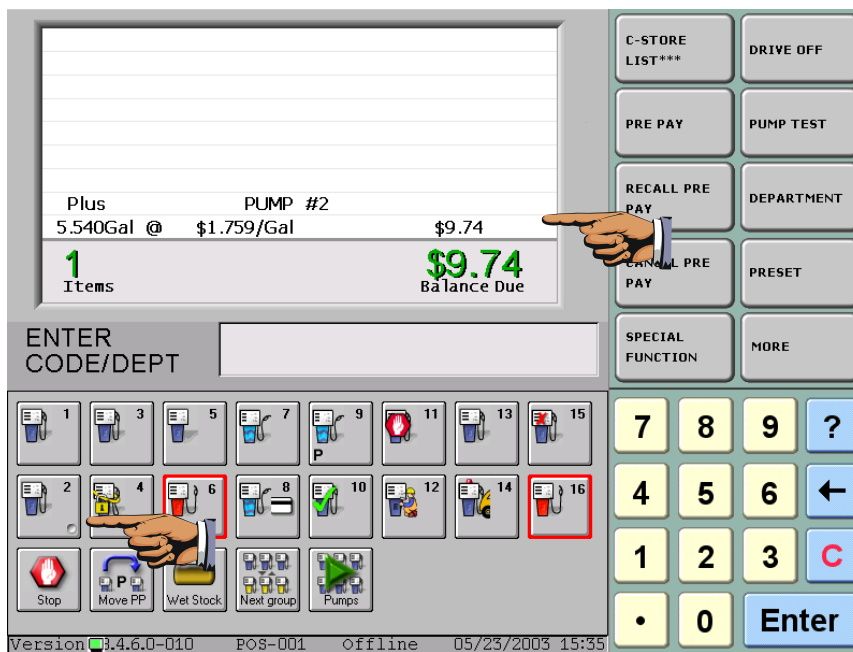 Plus PUMP #2
5.540Gal @ $1.759/Gal $9.74
1 $9.74
Items Balance Due
ENTER
CODE/DEPT
C-STORE
LIST***
DRIVE OFF
PRE PAY
PUMP TEST
RECALL PRE
PAY
DEPARTMENT
CANCEL PRE
PAY
PRESET
SPECIAL
FUNCTION
MORE
1 3 5 7 9 11 13 15
P
2 4 6 8 10 12 14 16
P
Stop Move PP Wet Stock Next group Pumps
7 8 9 ?
4 5 6 ←
1 2 3 C
• 0 Enter
Version 3.4.6.0-010 POS-001 Offline 05/23/2003 15:35